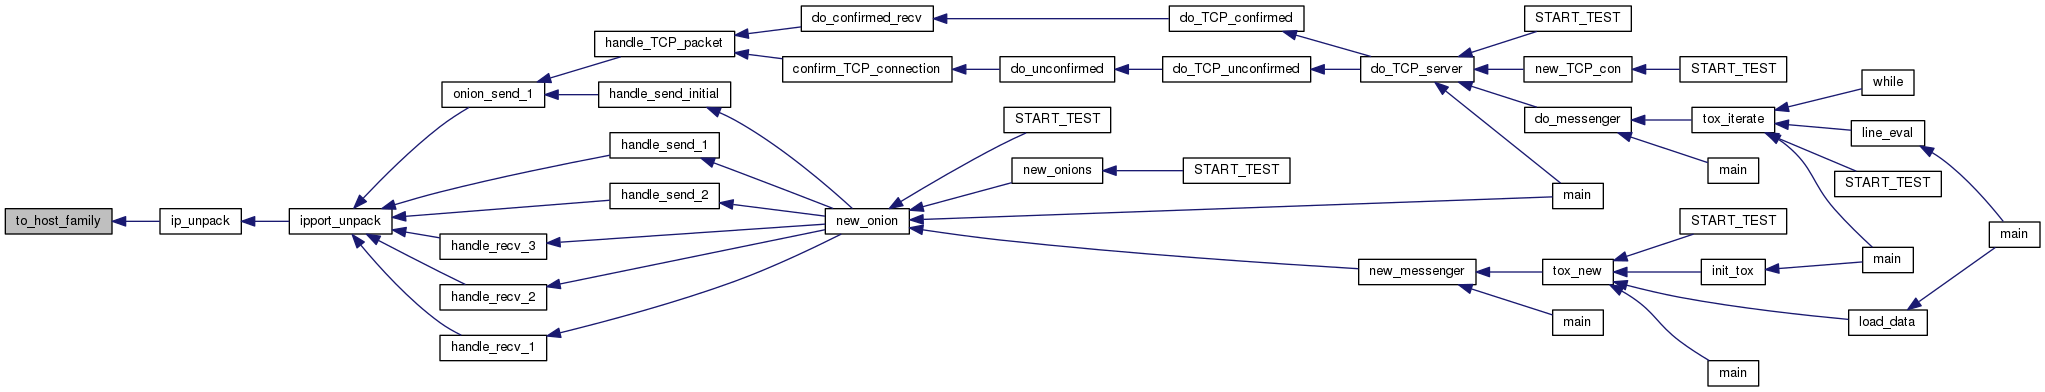 do_confirmed_recv
do_TCP_confirmed
START_TEST
handle_TCP_packet
confirm_TCP_connection
do_unconfirmed
do_TCP_unconfirmed
do_TCP_server
new_TCP_con
START_TEST
while
onion_send_1
handle_send_initial
START_TEST
do_messenger
tox_iterate
line_eval
handle_send_1
new_onions
START_TEST
main
START_TEST
handle_send_2
main
to_host_family
ip_unpack
ipport_unpack
new_onion
START_TEST
main
handle_recv_3
main
new_messenger
tox_new
init_tox
handle_recv_2
main
load_data
handle_recv_1
main